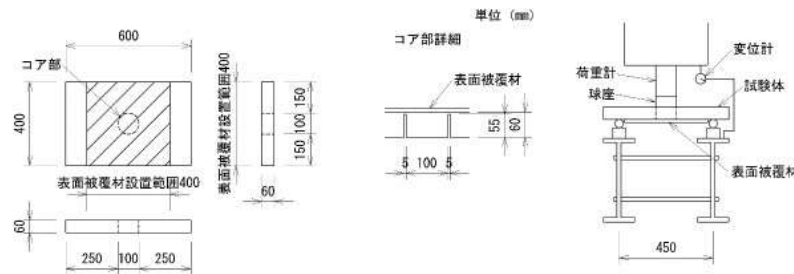 単位 (mm)
600
コア部
400
表面被覆材設置範囲400
60
250 100 250
表面被覆材設置範囲400
150
100
150
60
コア部詳細
表面被覆材
55
60
5 100 5
荷重計
球座
変位計
試験体
表面被覆材
450